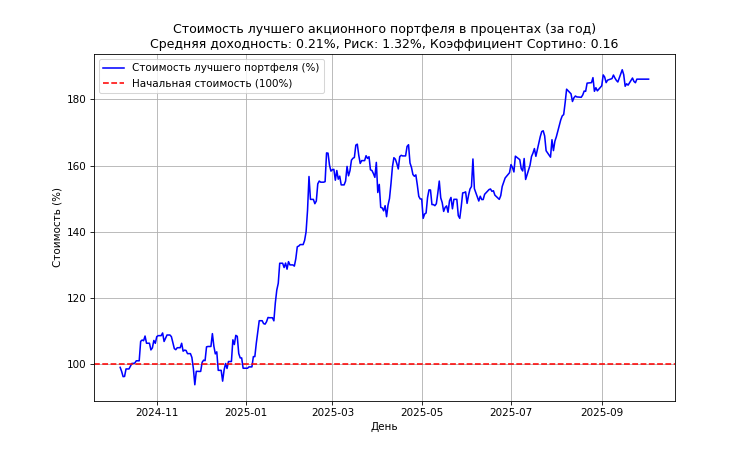 Стоимость лучшего акционного портфеля в процентах (за год)
Средняя доходность: 0.21%, Риск: 1.32%, Коэффициент Сортино: 0.16
Стоимость лучшего портфеля (%)
Начальная стоимость (100%)
Стоимость (%)
180
160
140
120
100
2024-11
2025-01
2025-03
2025-05
2025-07
2025-09
День